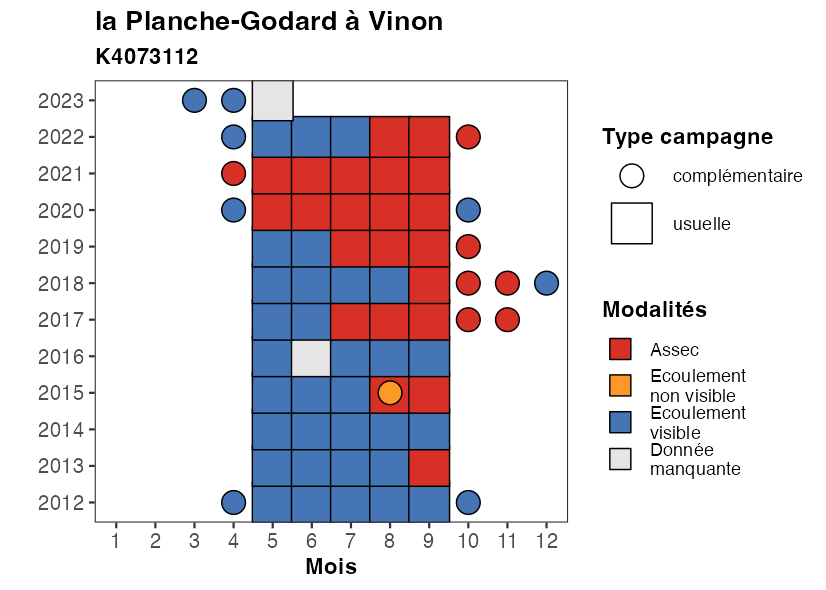 la Planche-Godard à Vinon
K4073112
2023
2022
2021
2020
2019
2018
2017
2016
2015
2014
2013
2012
1 2 3 4 5 6 7 8 9 10 11 12
Mois
Type campagne
complémentaire
usuelle
Modalités
Assec
Ecoulement
non visible
Ecoulement
visible
Donnée
manquante